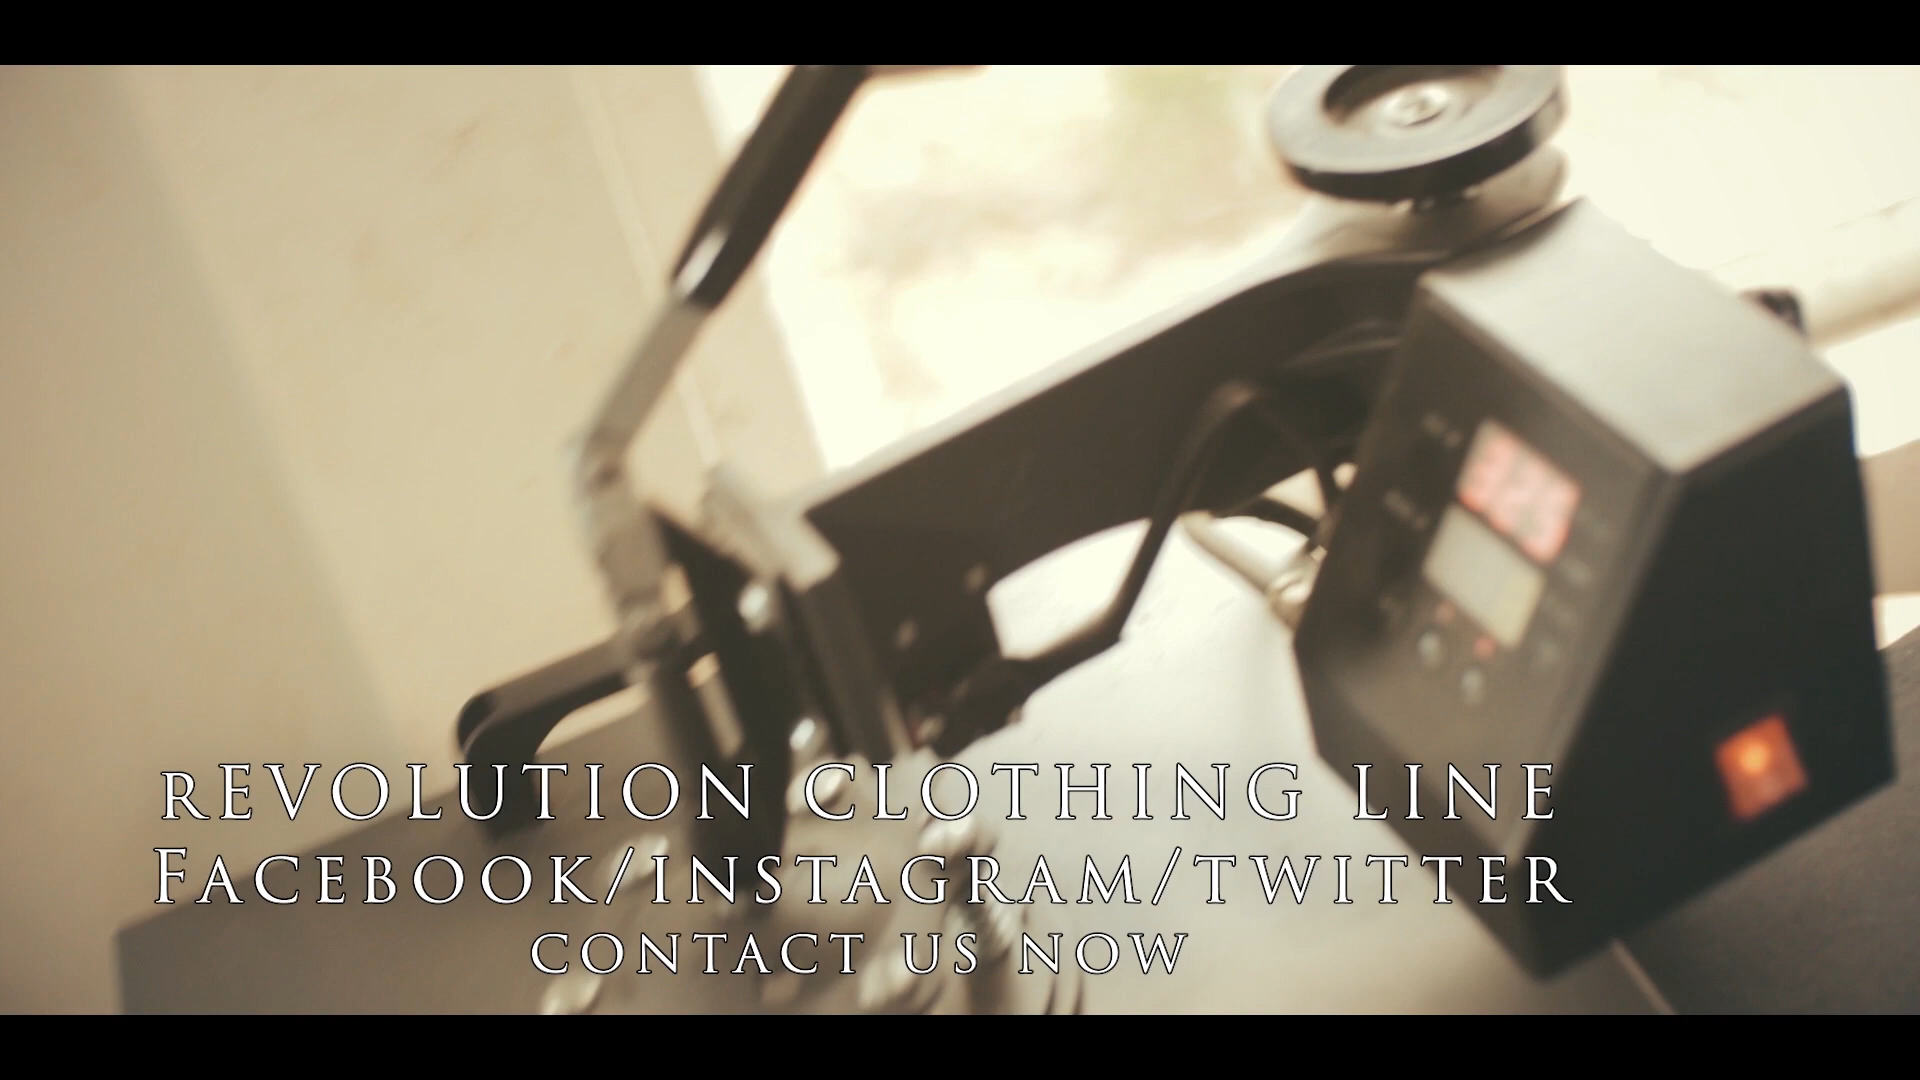 rEVOLUTION CLOTHING LINE
FACEBOOK/INSTAGRAM/TWITTER
CONTACT US NOW